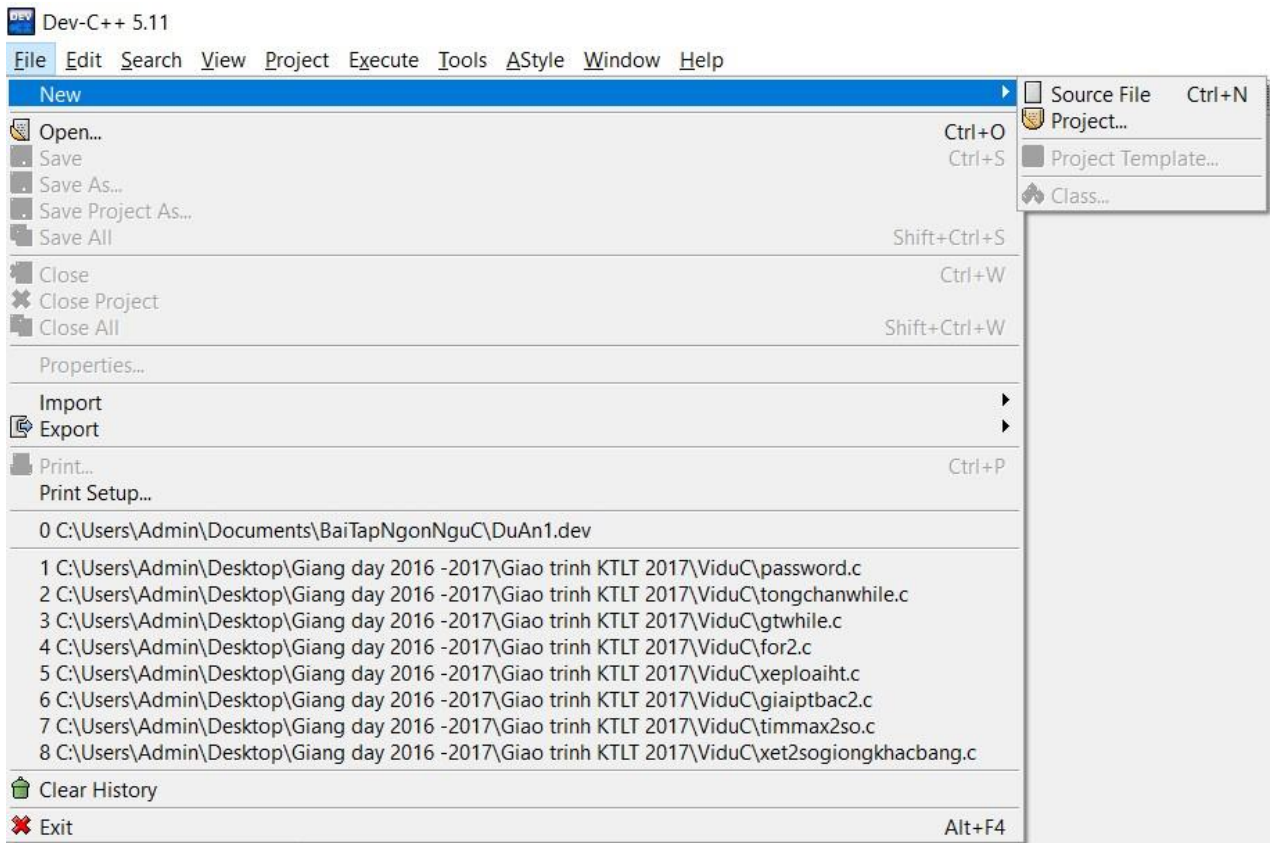 DEV Dev-C++ 5.11
File Edit Search View Project Execute Tools AStyle Window Help
New
Source File Ctrl+N
Project...
Project Template...
Class...
Open... Ctrl+O
Save Ctrl+S
Save As...
Save Project As...
Save All Shift+Ctrl+S
Close Ctrl+W
Close Project
Close All Shift+Ctrl+W
Properties...
Import
Export
Print... Ctrl+P
Print Setup...
0 C:\Users\Admin\Documents\BaiTapNgonNguC\DuAn1.dev
1 C:\Users\Admin\Desktop\Giang day 2016 -2017\Giao trinh KTLT 2017\ViduC\password.c
2 C:\Users\Admin\Desktop\Giang day 2016 -2017\Giao trinh KTLT 2017\ViduC\tongchanwhile.c
3 C:\Users\Admin\Desktop\Giang day 2016 -2017\Giao trinh KTLT 2017\ViduC\gtwhile.c
4 C:\Users\Admin\Desktop\Giang day 2016 -2017\Giao trinh KTLT 2017\ViduC\for2.c
5 C:\Users\Admin\Desktop\Giang day 2016 -2017\Giao trinh KTLT 2017\ViduC\xeploaiht.c
6 C:\Users\Admin\Desktop\Giang day 2016 -2017\Giao trinh KTLT 2017\ViduC\giaiptbac2.c
7 C:\Users\Admin\Desktop\Giang day 2016 -2017\Giao trinh KTLT 2017\ViduC\timmax2so.c
8 C:\Users\Admin\Desktop\Giang day 2016 -2017\Giao trinh KTLT 2017\ViduC\xet2sogiongkhacbang.c
Clear History
Exit Alt+F4